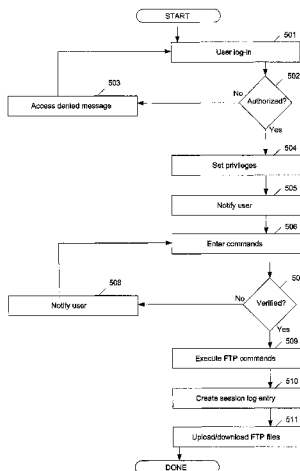 START
501
User log-in
502
503
No
Access denied message
Authorized?
Yes
504
Set privileges
505
Notify user
506
Enter commands
508
50
No
Notify user
Verified?
Yes
509
Execute FTP commands
510
Create session log entry
511
Upload/download FTP files
DONE